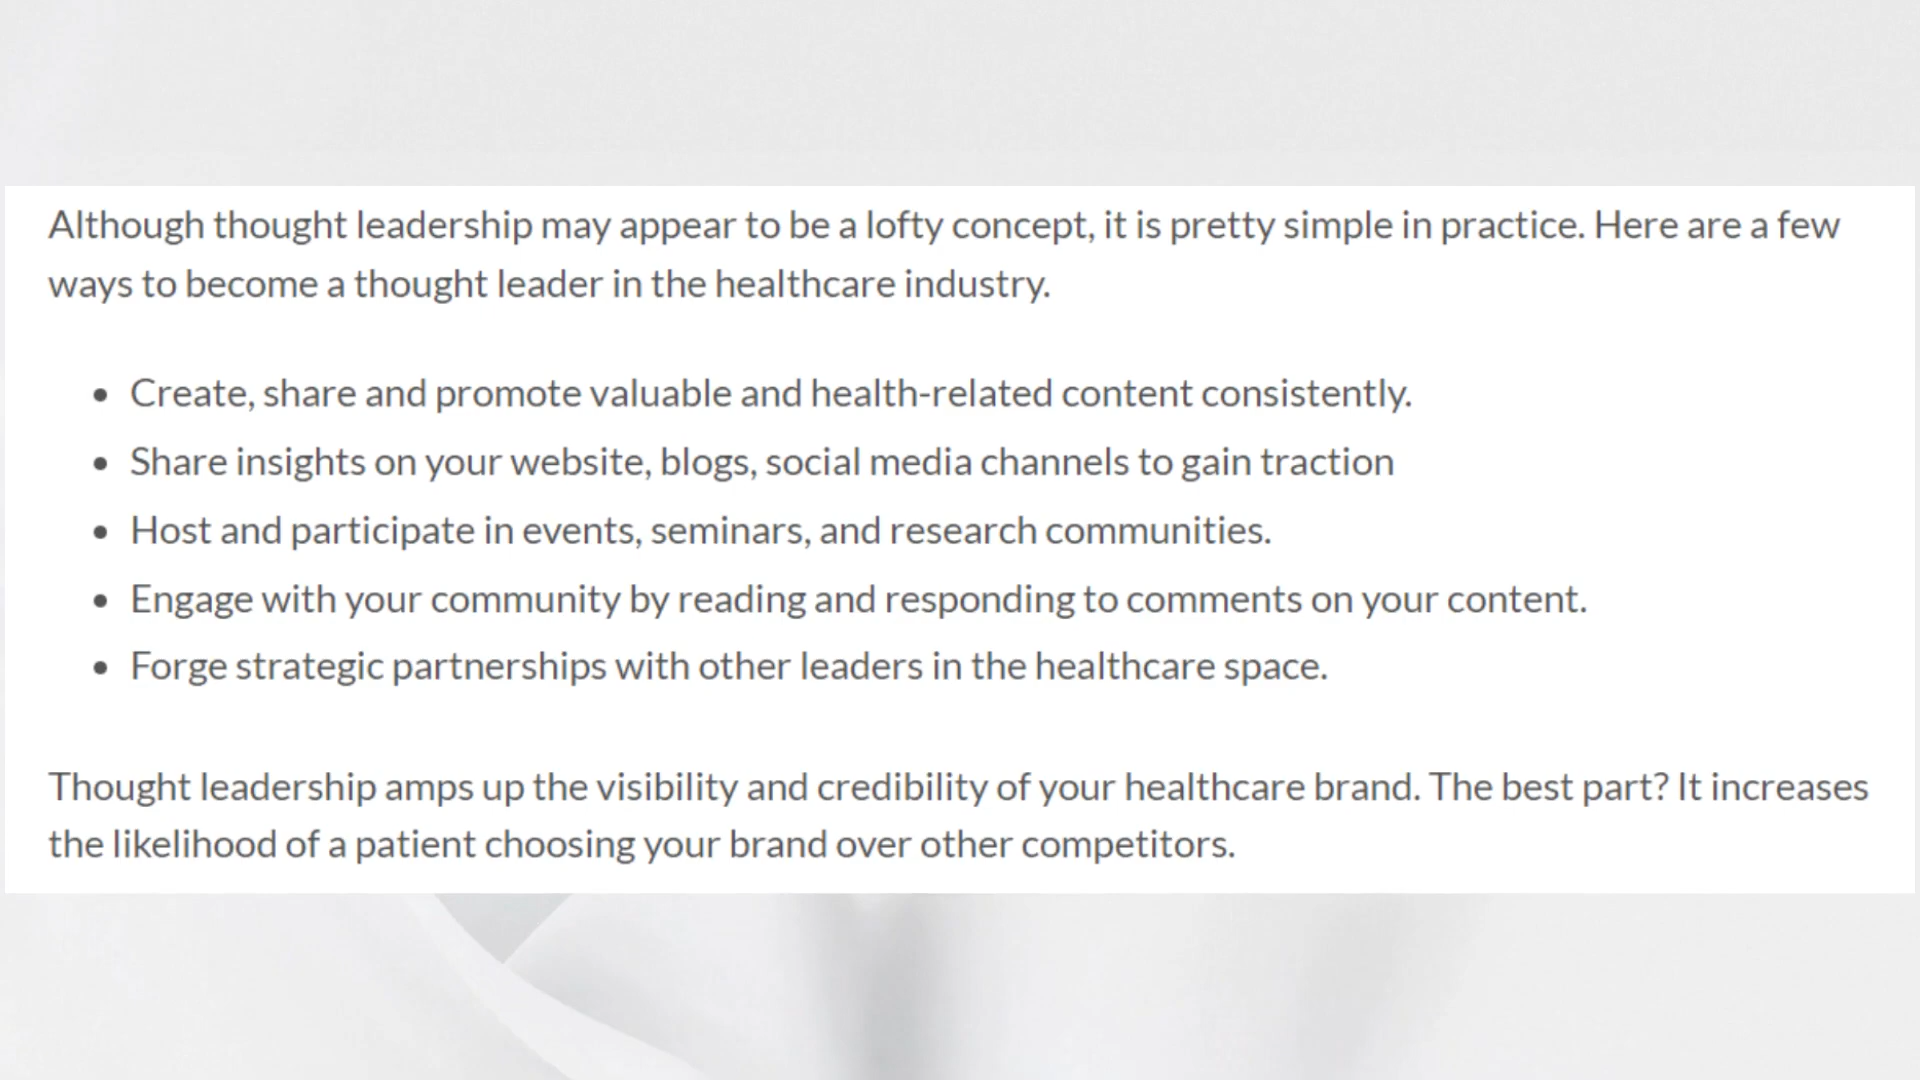 Although thought leadership may appear to be a lofty concept, it is pretty simple in practice. Here are a few
ways to become a thought leader in the healthcare industry.
• Create, share and promote valuable and health-related content consistently.
• Share insights on your website, blogs, social media channels to gain traction
• Host and participate in events, seminars, and research communities.
• Engage with your community by reading and responding to comments on your content.
• Forge strategic partnerships with other leaders in the healthcare space.
Thought leadership amps up the visibility and credibility of your healthcare brand. The best part? It increases
the likelihood of a patient choosing your brand over other competitors.